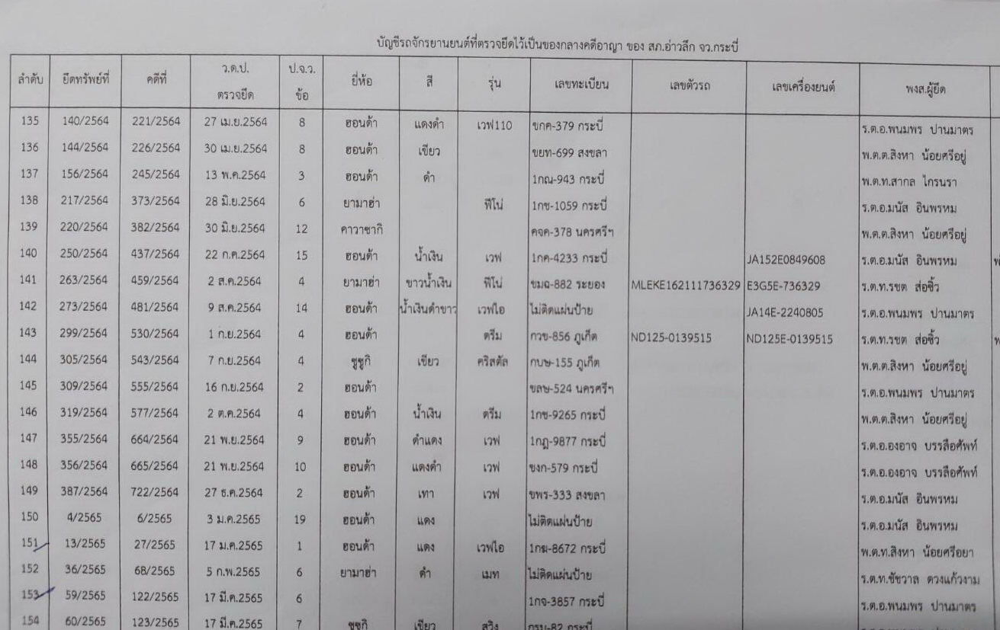 บัญชีรถจักรยานยนต์ที่ตรวจยึดไว้เป็นของกลางคดีอาญา ของ สภ.อ่าวลึก จว.กระบี่
ลำดับ ยึดทรัพย์ที่ คดีที่ ว.ด.ป. ตรวจยึด ป.จ.ว. ข้อ ยี่ห้อ สี รุ่น เลขทะเบียน เลขตัวรถ เลขเครื่องยนต์ พงส.ผู้ยึด
135 140/2564 221/2564 27 เม.ย.2564 8 ฮอนด้า แดงดำ เวฟ110 ขกค-379 กระบี่ ร.ต.อ.พนมพร ปานมาตร
136 144/2564 226/2564 30 เม.ย.2564 8 ฮอนด้า เขียว ขยท-699 สงขลา พ.ต.ต.สิงหา น้อยศรีอยู่
137 156/2564 245/2564 13 พ.ค.2564 3 ฮอนด้า ดำ 1กณ-943 กระบี่ พ.ต.ท.สากล ไกรนรา
138 217/2564 373/2564 28 มิ.ย.2564 6 ยามาฮ่า ฟีโน่ 1กซ-1059 กระบี่ ร.ต.อ.มนัส อินพรหม
139 220/2564 382/2564 30 มิ.ย.2564 12 คาวาซากิ คจค-378 นครศรีฯ พ.ต.ต.สิงหา น้อยศรีอยู่
140 250/2564 437/2564 22 ก.ค.2564 15 ฮอนด้า น้ำเงิน เวฟ 1กค-4233 กระบี่ JA152E0849608 ร.ต.อ.มนัส อินพรหม
141 263/2564 459/2564 2 ส.ค.2564 4 ยามาฮ่า ขาวน้ำเงิน ฟีโน่ ขมฉ-882 ระยอง MLEKE162111736329 E3G5E-736329 ร.ต.ท.รชต ส่อซิ้ว
142 273/2564 481/2564 9 ส.ค.2564 14 ฮอนด้า น้ำเงินดำขาว เวฟไอ ไม่ติดแผ่นป้าย JA14E-2240805 ร.ต.อ.พนมพร ปานมาตร
143 299/2564 530/2564 1 ก.ย.2564 4 ฮอนด้า ดรีม กวข-856 ภูเก็ต ND125-0139515 ND125E-0139515 ร.ต.ท.รชต ส่อซิ้ว
144 305/2564 543/2564 7 ก.ย.2564 4 ซูซูกิ เขียว คริสตัล กบษ-155 ภูเก็ต พ.ต.ต.สิงหา น้อยศรีอยู่
145 309/2564 555/2564 16 ก.ย.2564 2 ฮอนด้า ขลษ-524 นครศรีฯ ร.ต.อ.พนมพร ปานมาตร
146 319/2564 577/2564 2 ต.ค.2564 4 ฮอนด้า น้ำเงิน ดรีม 1กซ-9265 กระบี่ พ.ต.ต.สิงหา น้อยศรีอยู่
147 355/2564 664/2564 21 พ.ย.2564 9 ฮอนด้า ดำแดง เวฟ 1กฎ-9877 กระบี่ ร.ต.อ.องอาจ บรรลือศัพท์
148 356/2564 665/2564 21 พ.ย.2564 10 ฮอนด้า แดงดำ เวฟ ขงก-579 กระบี่ ร.ต.อ.องอาจ บรรลือศัพท์
149 387/2564 722/2564 27 ธ.ค.2564 2 ฮอนด้า เทา เวฟ ขพร-333 สงขลา ร.ต.อ.มนัส อินพรหม
150 4/2565 6/2565 3 ม.ค.2565 19 ฮอนด้า แดง ไม่ติดแผ่นป้าย ร.ต.อ.มนัส อินพรหม
151 13/2565 27/2565 17 ม.ค.2565 1 ฮอนด้า แดง เวฟไอ 1กฆ-8672 กระบี่ พ.ต.ท.สิงหา น้อยศรีอยา
152 36/2565 68/2565 5 ก.พ.2565 6 ยามาฮ่า ดำ เมท ไม่ติดแผ่นป้าย ร.ต.ท.ชัชวาล ดวงแก้วงาม
153 59/2565 122/2565 17 มี.ค.2565 6 1กจ-3857 กระบี่ ร.ต.อ.พนมพร ปานมาตร
154 60/2565 123/2565 17 มี.ค.2565 7 ซูซูกิ เขียว สวิง